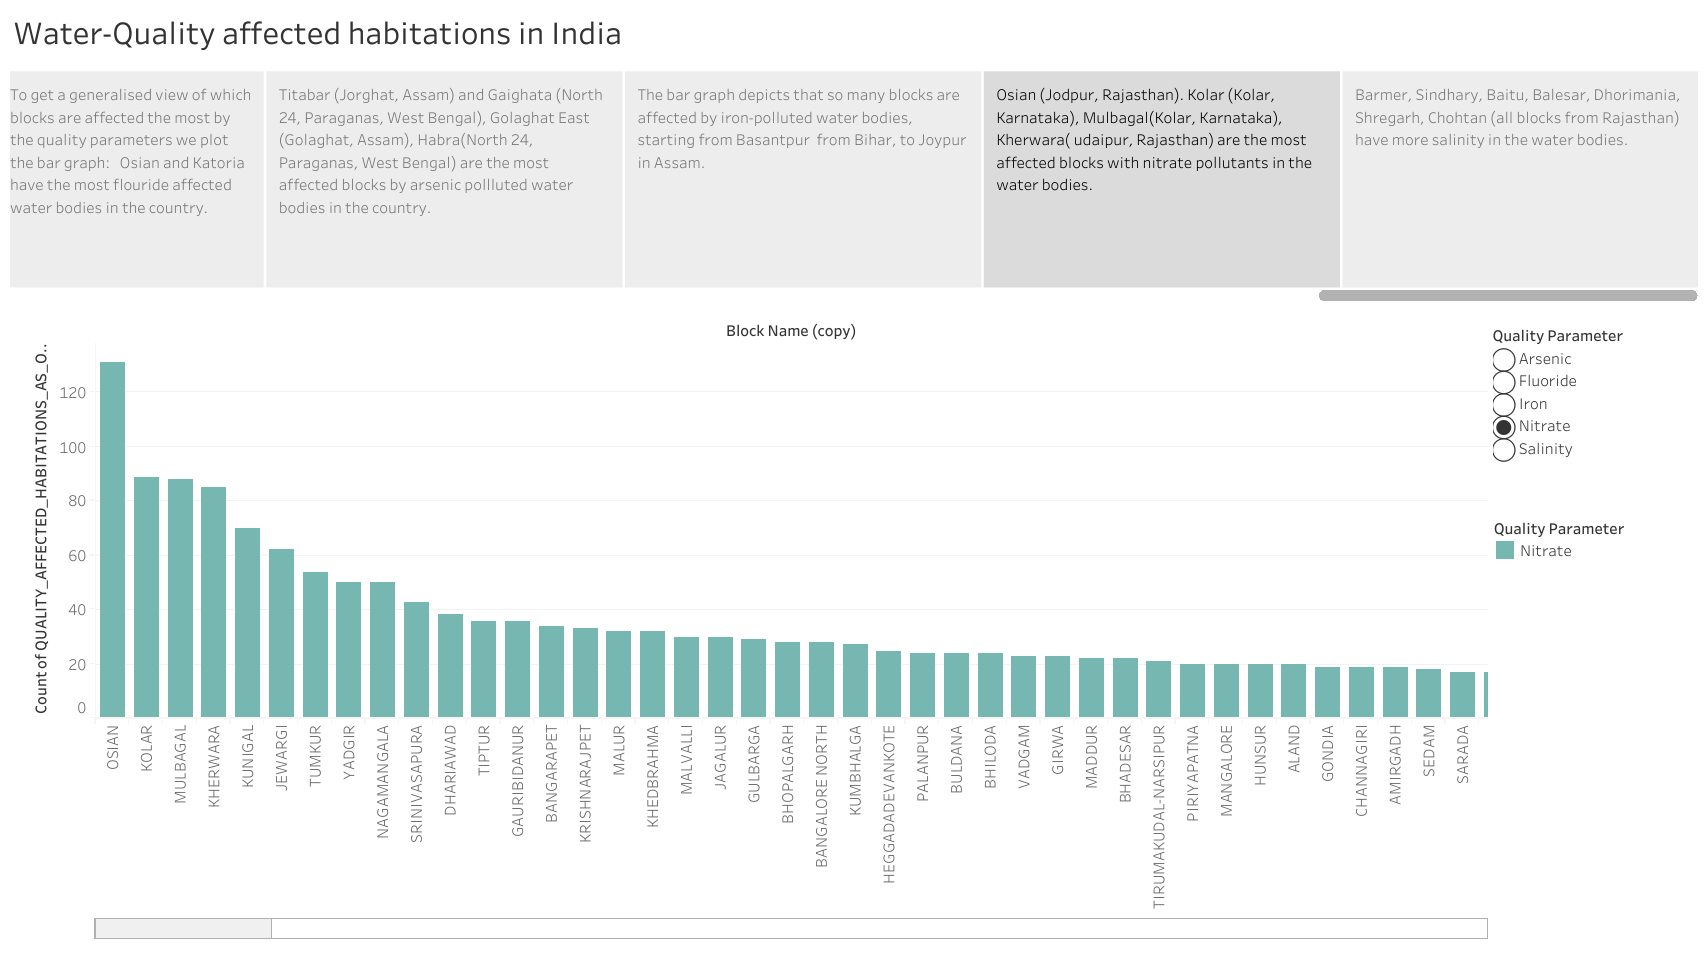 Water-Quality affected habitations in India
To get a generalised view of which
blocks are affected the most by
the quality parameters we plot
the bar graph:  Osian and Katoria
have the most flouride affected
water bodies in the country.
Titabar (Jorghat, Assam) and Gaighata (North
24, Paraganas, West Bengal), Golaghat East
(Golaghat, Assam), Habra(North 24,
Paraganas, West Bengal) are the most
affected blocks by arsenic pollluted water
bodies in the country.
The bar graph depicts that so many blocks are
affected by iron-polluted water bodies,
starting from Basantpur  from Bihar, to Joypur
in Assam.
Osian (Jodpur, Rajasthan). Kolar (Kolar,
Karnataka), Mulbagal(Kolar, Karnataka),
Kherwara( udaipur, Rajasthan) are the most
affected blocks with nitrate pollutants in the
water bodies.
Barmer, Sindhary, Baitu, Balesar, Dhorimania,
Shregarh, Chohtan (all blocks from Rajasthan)
have more salinity in the water bodies.
Block Name (copy)
Count of QUALITY_AFFECTED_HABITATIONS_AS_O..
120
100
80
60
40
20
0
OSIAN
KOLAR
MULBAGAL
KHERWARA
KUNIGAL
JEWARGI
TUMKUR
YADGIR
NAGAMANGALA
SRINIVASAPURA
DHARIAWAD
TIPTUR
GAURIBIDANUR
BANGARAPET
KRISHNARAJPET
MALUR
KHEDBRAHMA
MALVALLI
JAGALUR
GULBARGA
BHOPALGARH
BANGALORE NORTH
KUMBHALGA
HEGGADADEVANKOTE
PALANPUR
BULDANA
BHILODA
VADGAM
GIRWA
MADDUR
BHADESAR
TIRUMAKUDAL-NARSIPUR
PIRIYAPATNA
MANGALORE
HUNSUR
ALAND
GONDIA
CHANNAGIRI
AMIRGADH
SEDAM
SARADA
Quality Parameter
Arsenic
Fluoride
Iron
Nitrate
Salinity
Quality Parameter
Nitrate